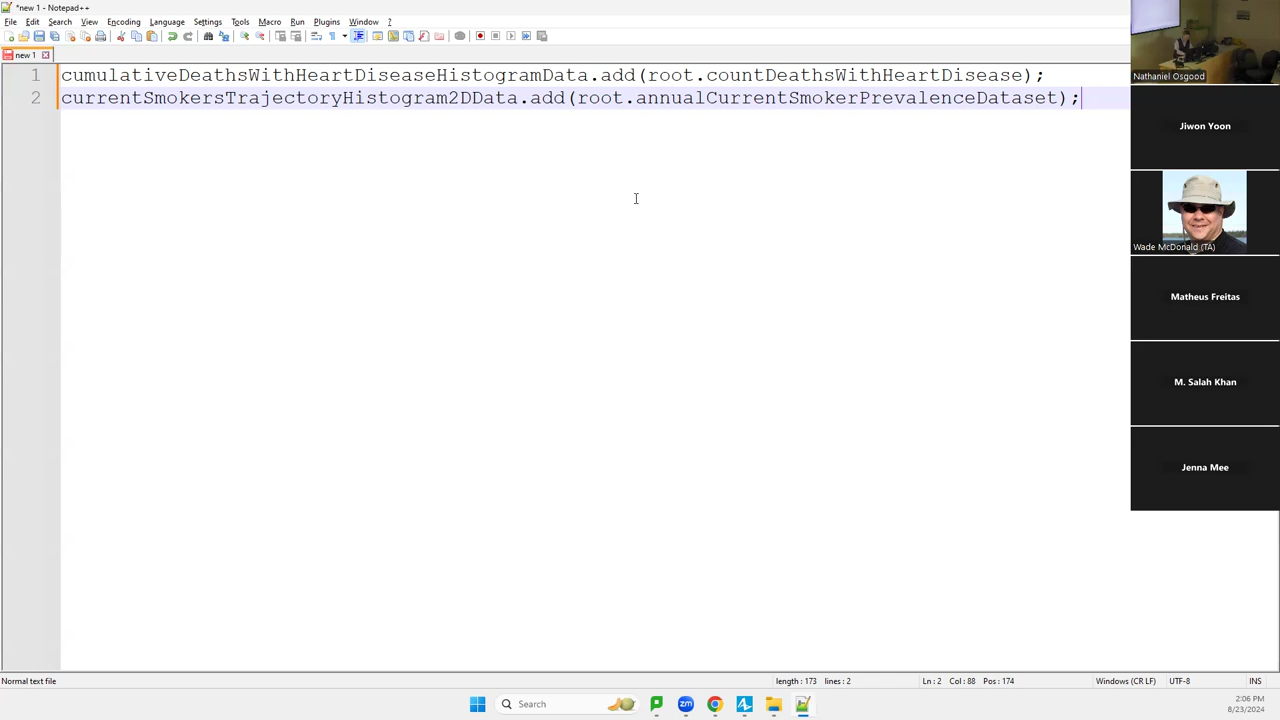 *new 1 - Notepad++
File Edit Search View Encoding Language Settings Tools Macro Run Plugins Window ?
new 1
1 cumulativeDeathsWithHeartDiseaseHistogramData.add(root.countDeathsWithHeartDisease);
2 currentSmokersTrajectoryHistogram2DData.add(root.annualCurrentSmokerPrevalenceDataset);
Nathaniel Osgood
Jiwon Yoon
Wade McDonald (TA)
Matheus Freitas
M. Salah Khan
Jenna Mee
Normal text file length : 173 lines : 2 Ln : 2 Col : 88 Pos : 174 Windows (CR LF) UTF-8 INS
Search
zm
2:06 PM
8/23/2024